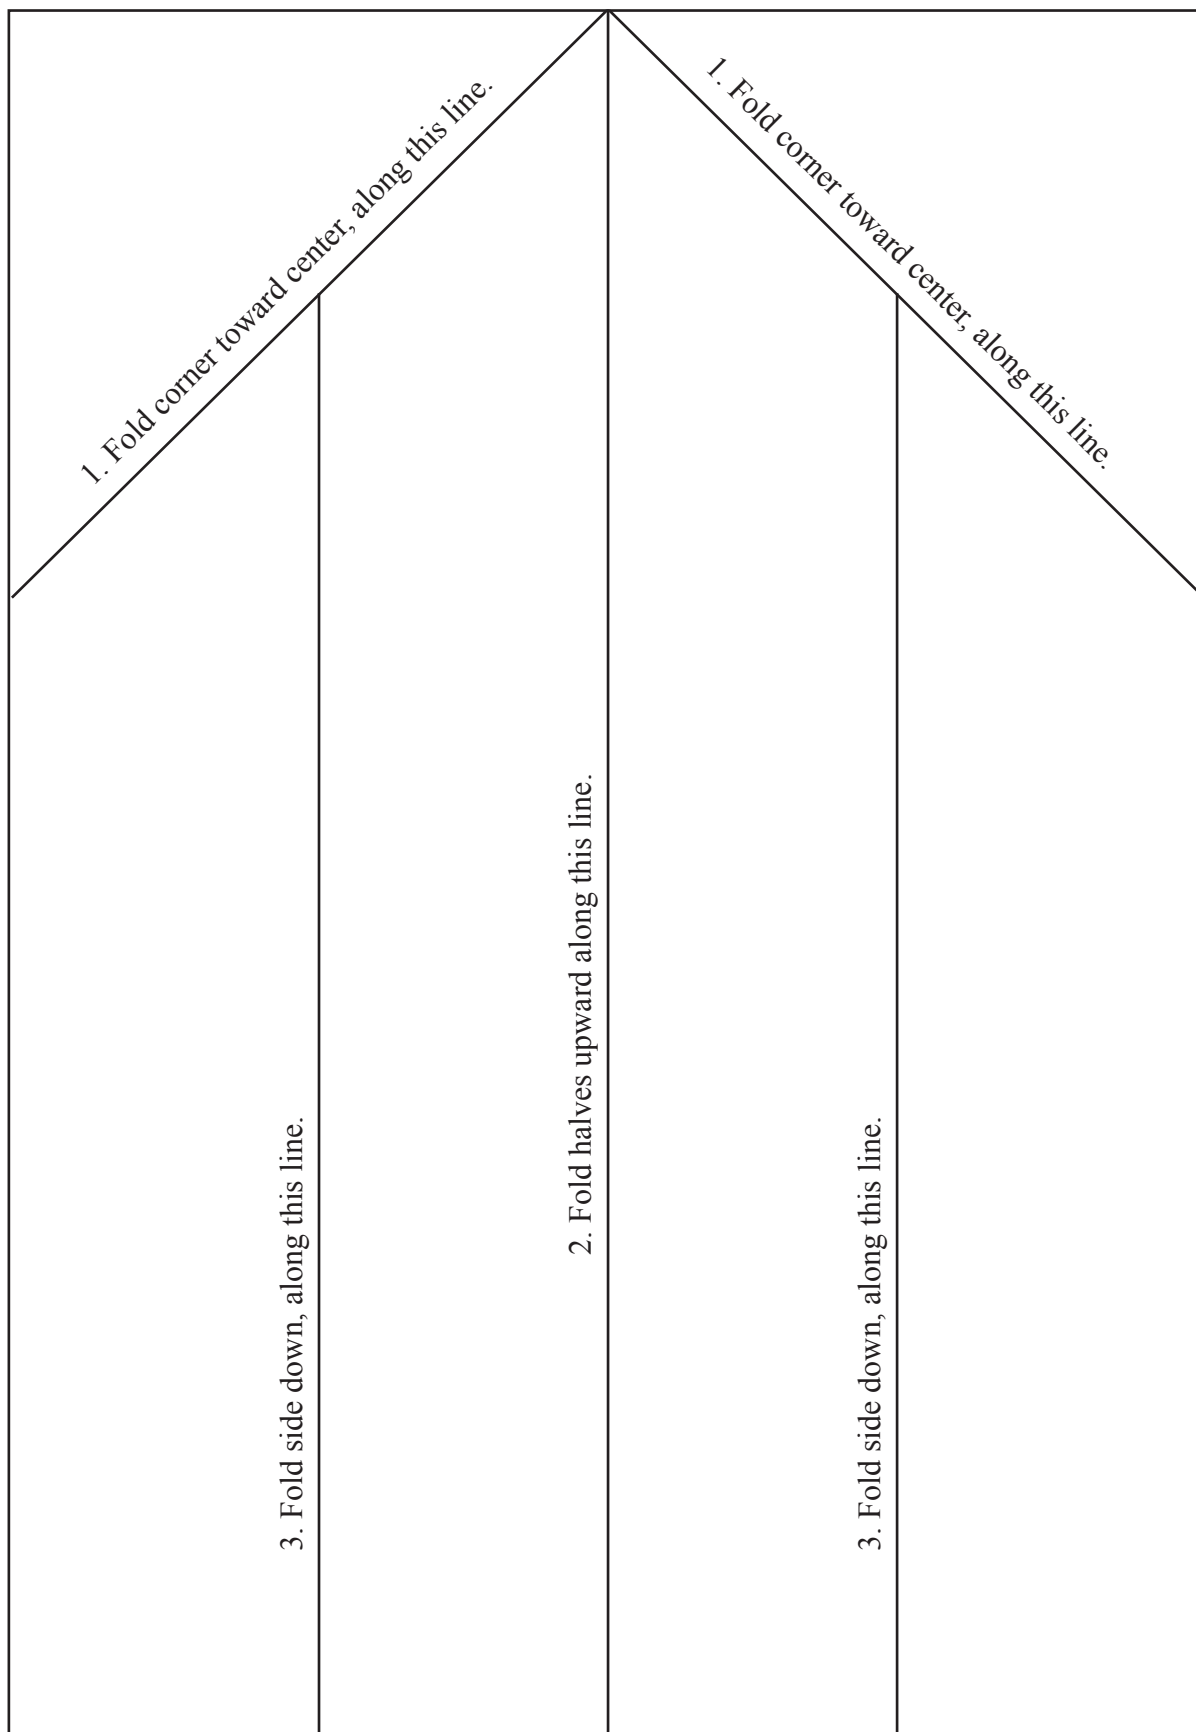 1. Fold corner toward center, along this line.
1. Fold corner toward center, along this line.
2. Fold halves upward along this line.
3. Fold side down, along this line.
3. Fold side down, along this line.